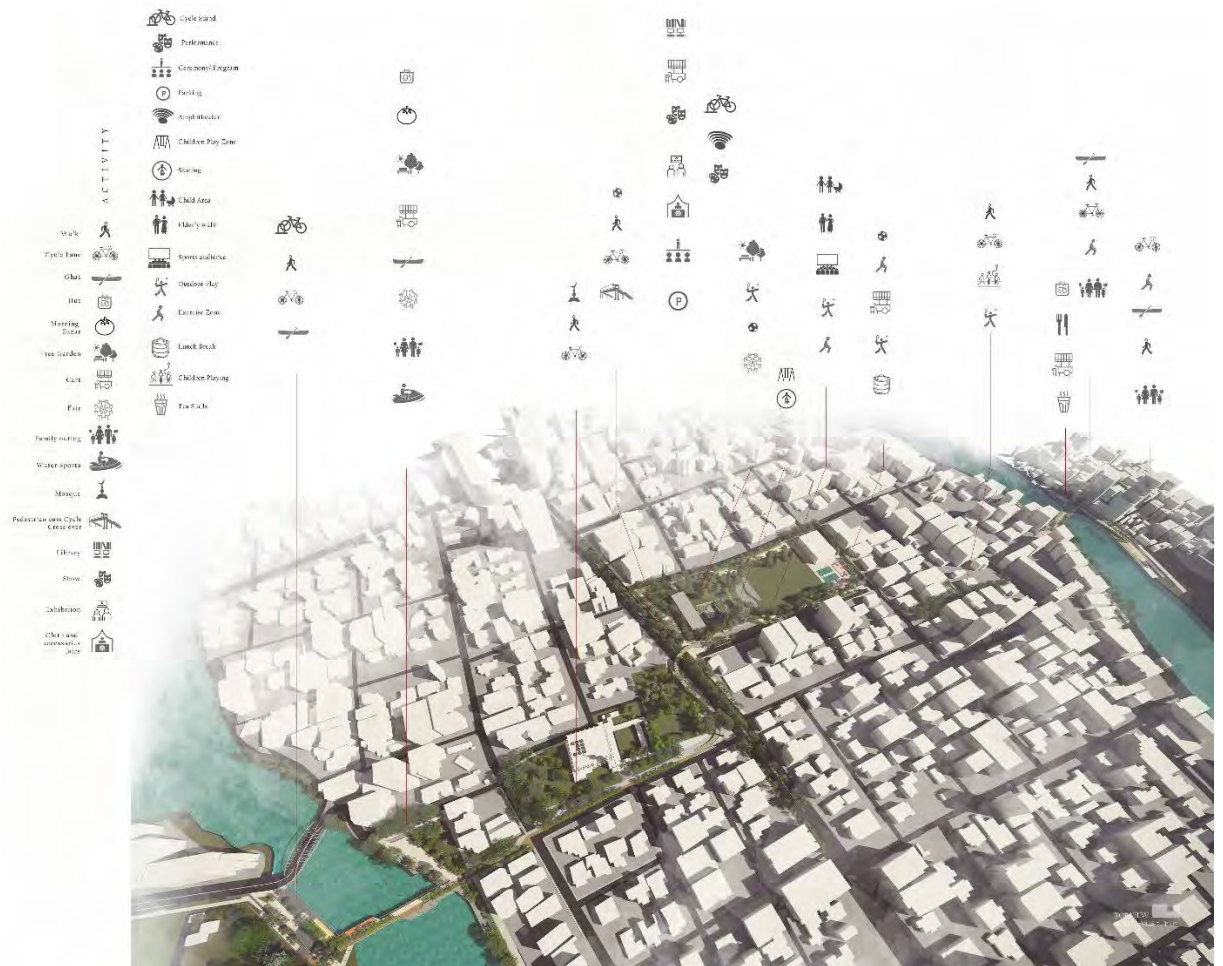 ACTIVITY
Walk
Cycle Lane
Ghat
Hut
Morning
Bazar
Tree Garden
Cart
Fair
Family outing
Water sports
Mosque
Pedestrian cum Cycle
Cross over
Library
Show
Exhibition
Cloth and
accessories
Cycle Stand
Performance
Ceremony/ Program
Parking
Amphitheater
Children Play Zone
Skating
Child Area
Elderly walk
Sports audience
Outdoor Play
Exercise Zone
Lunch Break
Children Playing
Tea Stalls
P
P